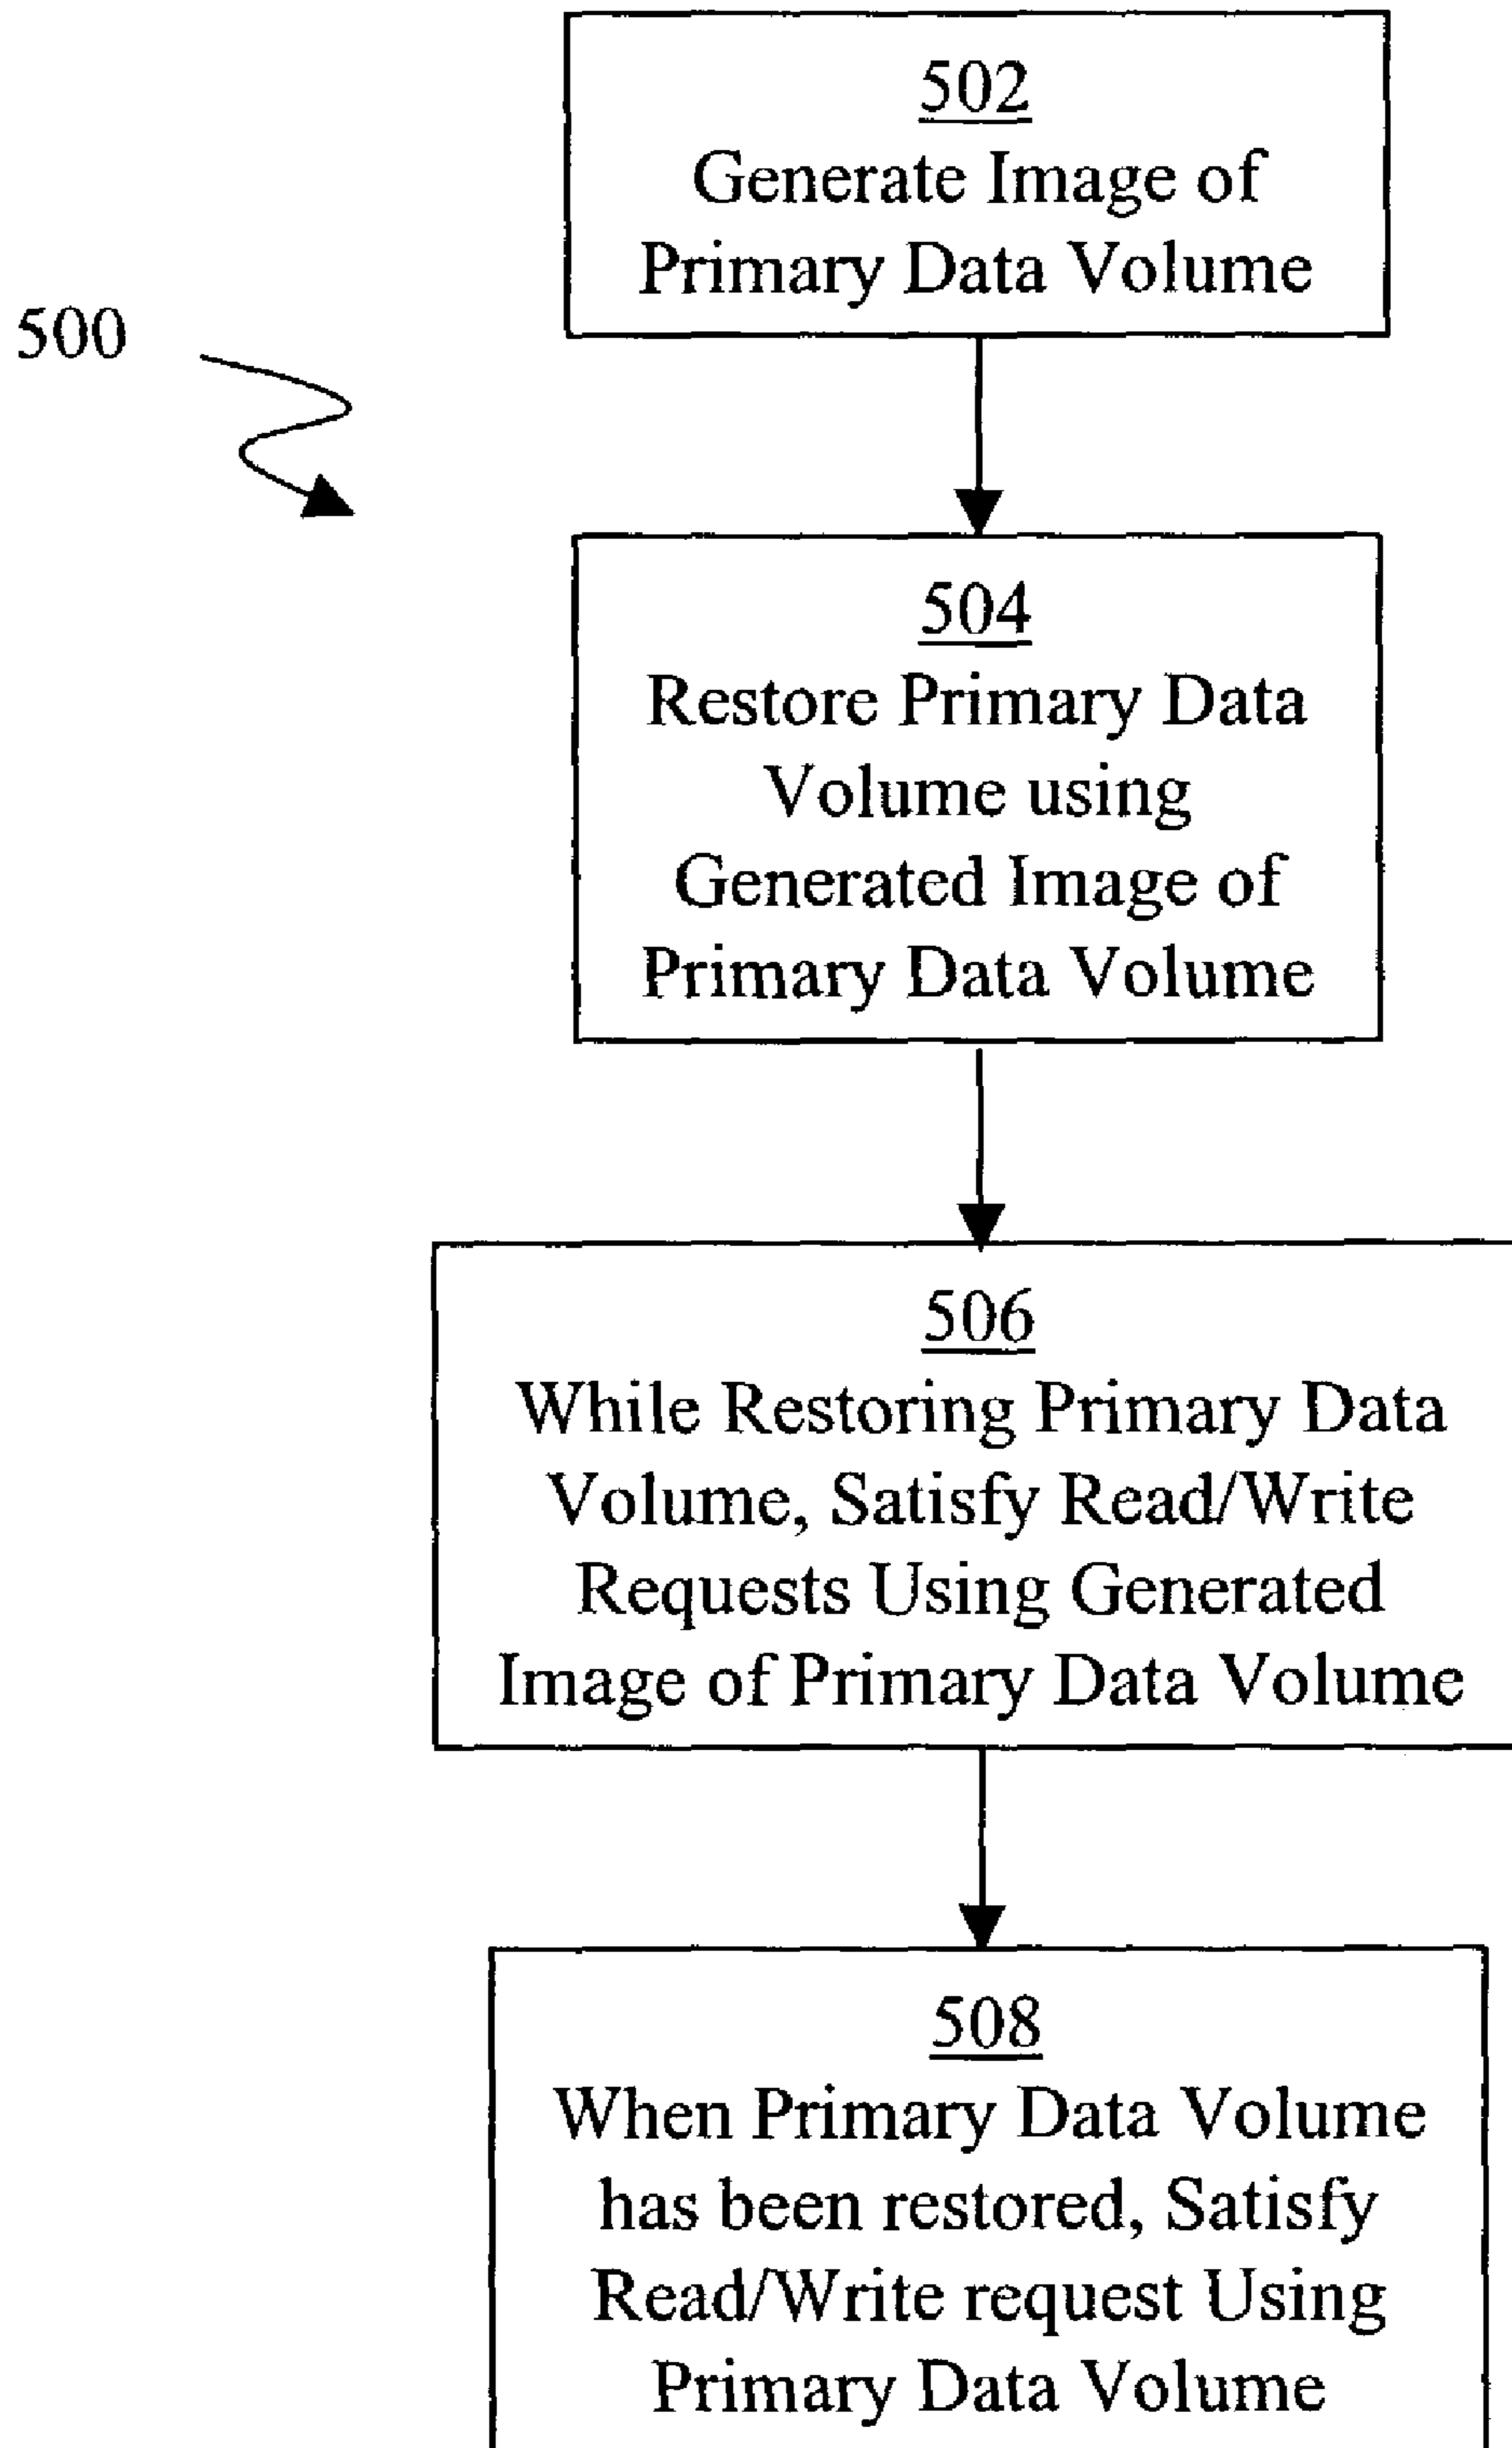 502
Generate Image of
Primary Data Volume
500
504
Restore Primary Data
Volume using
Generated Image of
Primary Data Volume
506
While Restoring Primary Data
Volume, Satisfy Read/Write
Requests Using Generated
Image of Primary Data Volume
508
When Primary Data Volume
has been restored, Satisfy
Read/Write request Using
Primary Data Volume